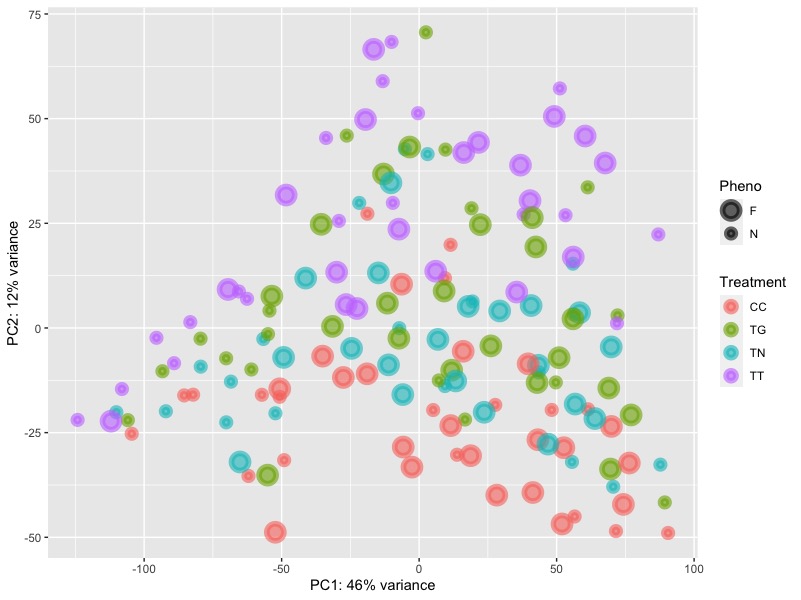 75
50
25
0
-25
-50
PC2: 12% variance
-100
-50
0
50
100
PC1: 46% variance
Pheno
F
N
Treatment
CC
TG
TN
TT